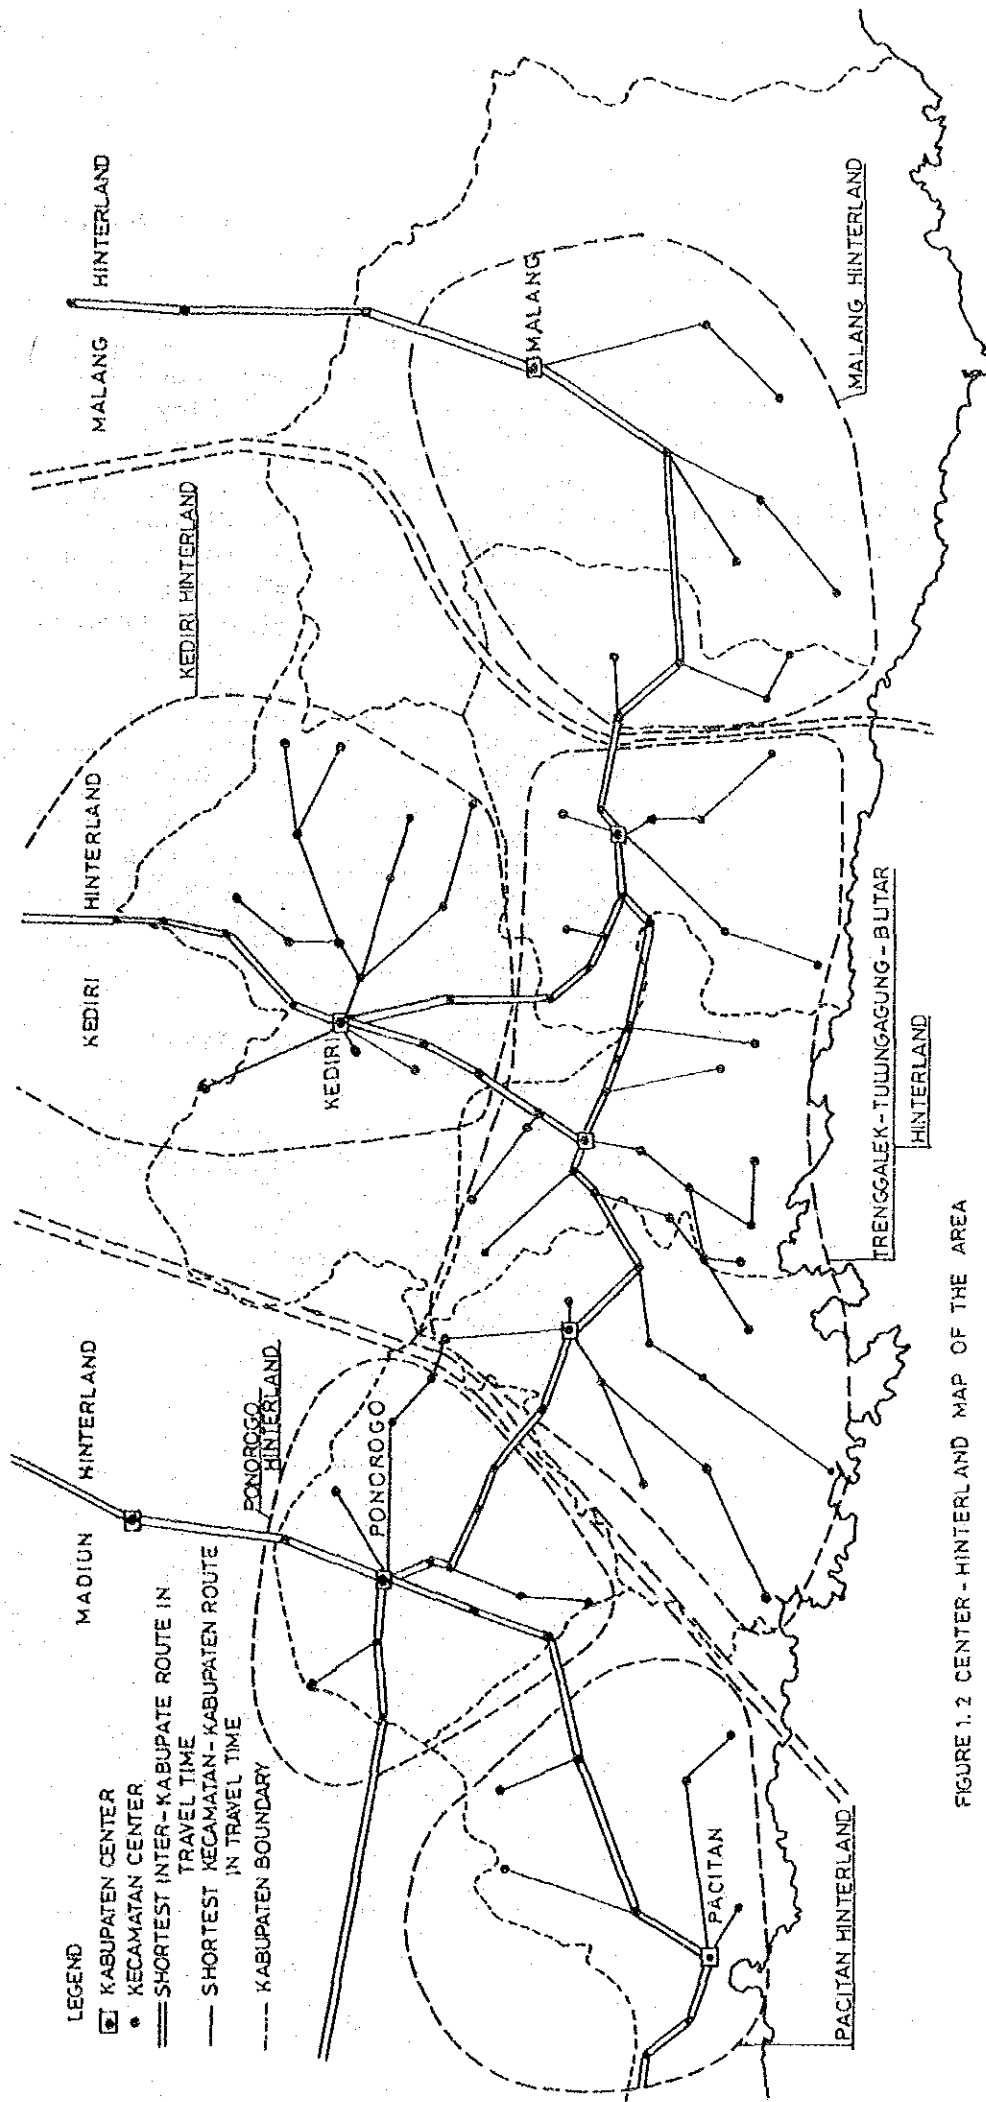 LEGEND
KABUPATEN CENTER
KECAMATAN CENTER
SHORTEST INTER-KABUPATE ROUTE IN
TRAVEL TIME
SHORTEST KECAMATAN-KABUPATEN ROUTE
IN TRAVEL TIME
KABUPATEN BOUNDARY
MADIUN HINTERLAND
KEDIRI HINTERLAND
MALANG HINTERLAND
PONOROGO
HINTERLAND
KEDIRI HINTERLAND
PONOROGO
KEDIRI
MALANG
PACITAN
PACITAN HINTERLAND
TRENGGALEK-TULUNGAGUNG-BLITAR
HINTERLAND
MALANG HINTERLAND
FIGURE 1.2 CENTER-HINTERLAND MAP OF THE AREA